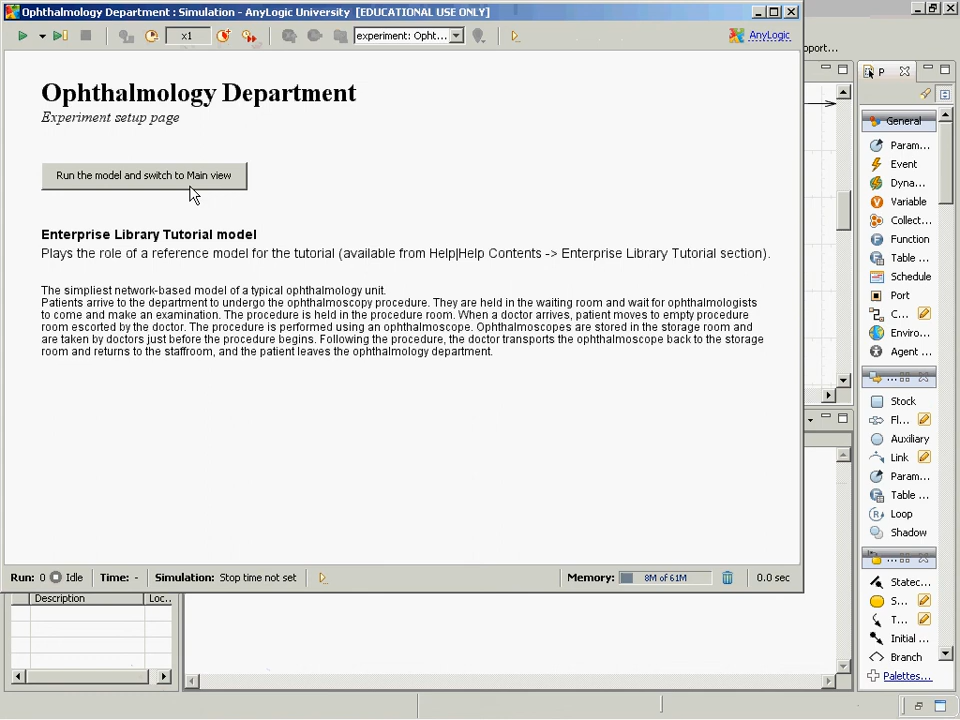 Ophthalmology Department : Simulation - AnyLogic University [EDUCATIONAL USE ONLY]
x1
experiment: Opht...
AnyLogic
port...
Ophthalmology Department
Experiment setup page
Run the model and switch to Main view
Enterprise Library Tutorial model
Plays the role of a reference model for the tutorial (available from Help|Help Contents -> Enterprise Library Tutorial section).
The simpliest network-based model of a typical ophthalmology unit.
Patients arrive to the department to undergo the ophthalmoscopy procedure. They are held in the waiting room and wait for ophthalmologists
to come and make an examination. The procedure is held in the procedure room. When a doctor arrives, patient moves to empty procedure
room escorted by the doctor. The procedure is performed using an ophthalmoscope. Ophthalmoscopes are stored in the storage room and
are taken by doctors just before the procedure begins. Following the procedure, the doctor transports the ophthalmoscope back to the storage
room and returns to the staffroom, and the patient leaves the ophthalmology department.
Run: 0 Idle Time: - Simulation: Stop time not set Memory: 8M of 61M 0.0 sec
Description Loc..
P
General
Param...
Event
Dyna...
Variable
Collect...
Function
Table ...
Schedule
Port
C...
Enviro...
Agent ...
...
Stock
Fl...
Auxiliary
Link
Param...
Table ...
Loop
Shadow
...
Statec...
S...
T...
Initial ...
Branch
Palettes...